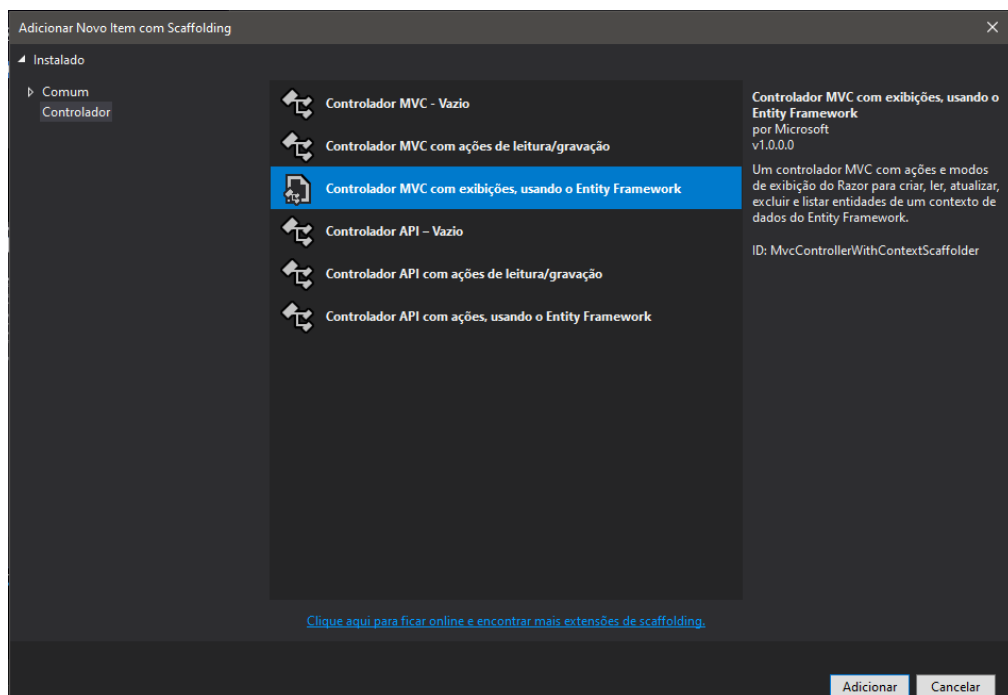 Adicionar Novo Item com Scaffolding
Instalado
Comum
Controlador
Controlador MVC - Vazio
Controlador MVC com ações de leitura/gravação
Controlador MVC com exibições, usando o Entity Framework
Controlador API – Vazio
Controlador API com ações de leitura/gravação
Controlador API com ações, usando o Entity Framework
Clique aqui para ficar online e encontrar mais extensões de scaffolding.
Controlador MVC com exibições, usando o
Entity Framework
por Microsoft
v1.0.0.0
Um controlador MVC com ações e modos
de exibição do Razor para criar, ler, atualizar,
excluir e listar entidades de um contexto de
dados do Entity Framework.
ID: MvcControllerWithContextScaffolder
Adicionar
Cancelar